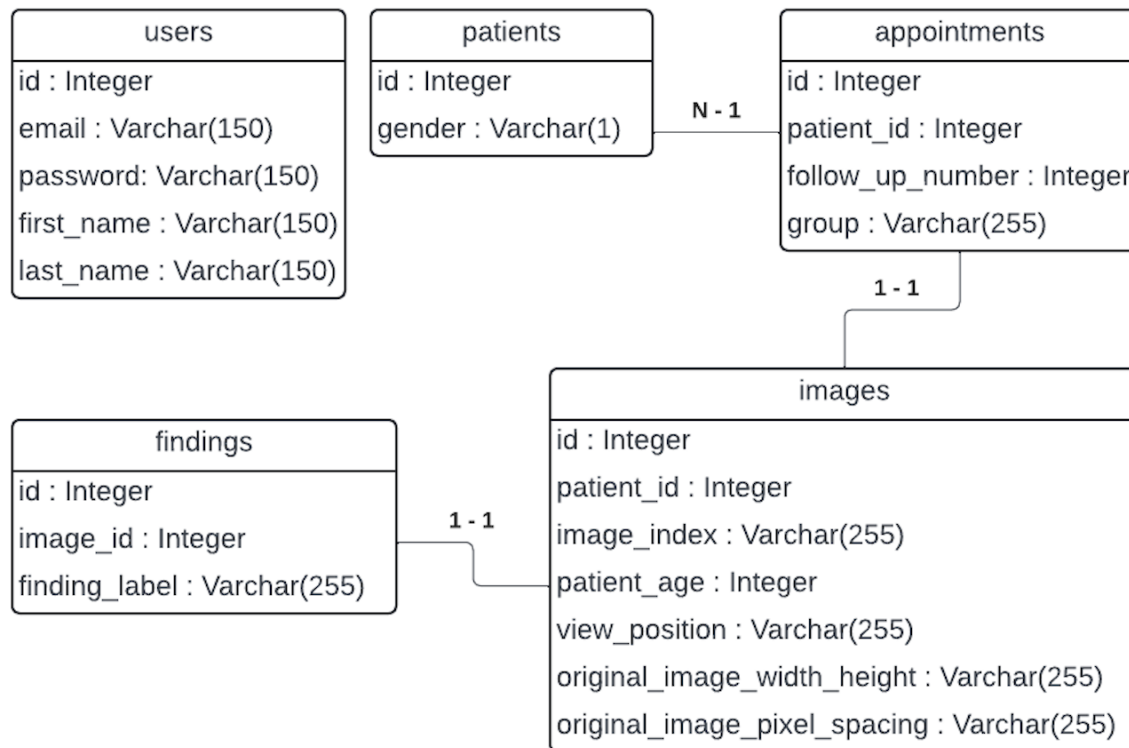 users
id : Integer
email : Varchar(150)
password: Varchar(150)
first_name : Varchar(150)
last_name : Varchar(150)
patients
id : Integer
gender : Varchar(1)
N - 1
appointments
id : Integer
patient_id : Integer
follow_up_number : Integer
group : Varchar(255)
1 - 1
findings
id : Integer
image_id : Integer
finding_label : Varchar(255)
1 - 1
images
id : Integer
patient_id : Integer
image_index : Varchar(255)
patient_age : Integer
view_position : Varchar(255)
original_image_width_height : Varchar(255)
original_image_pixel_spacing : Varchar(255)